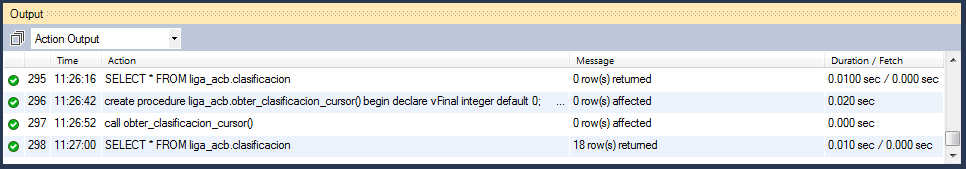 Output
Action Output
Time Action Message Duration / Fetch
295 11:26:16 SELECT * FROM liga_acb.clasificacion 0 row(s) returned 0.0100 sec / 0.000 sec
296 11:26:42 create procedure liga_acb.obter_clasificacion_cursor() begin declare vFinal integer default 0; ... 0 row(s) affected 0.020 sec
297 11:26:52 call obter_clasificacion_cursor() 0 row(s) affected 0.000 sec
298 11:27:00 SELECT * FROM liga_acb.clasificacion 18 row(s) returned 0.010 sec / 0.000 sec